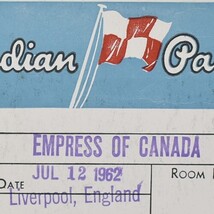 dian Pa
EMPRESS OF CANADA
JUL 12 1962
ROOM
DATE
Liverpool, England